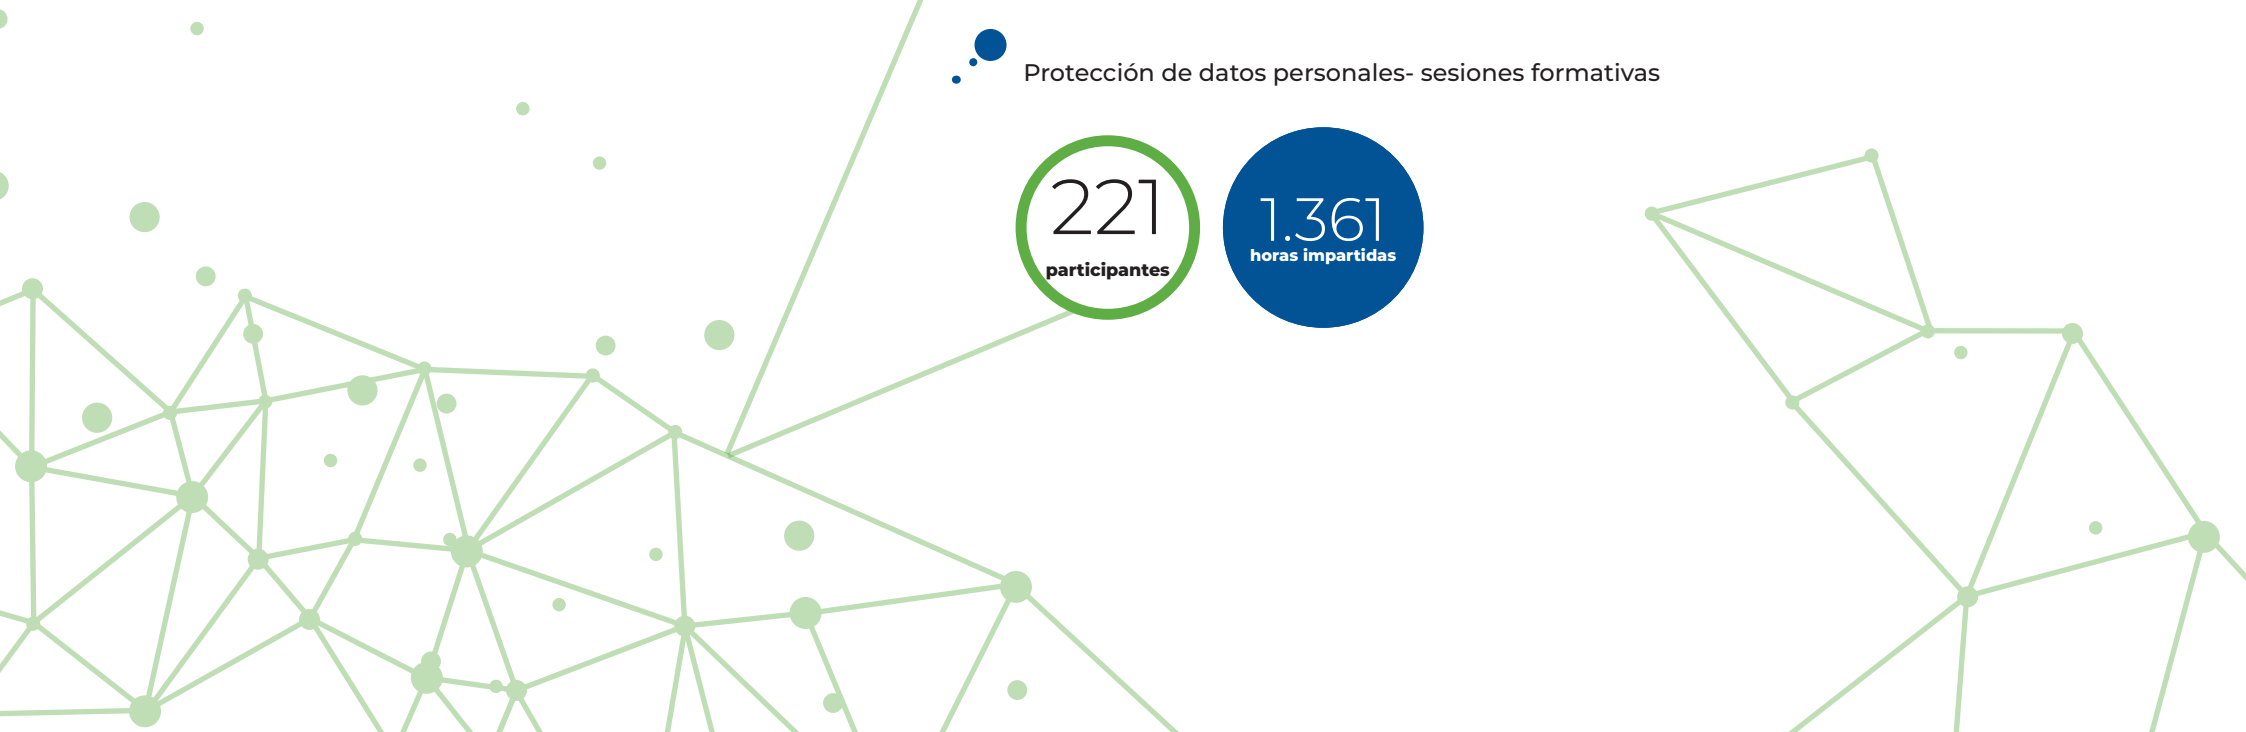 Protección de datos personales- sesiones formativas
221
participantes
1.361
horas impartidas